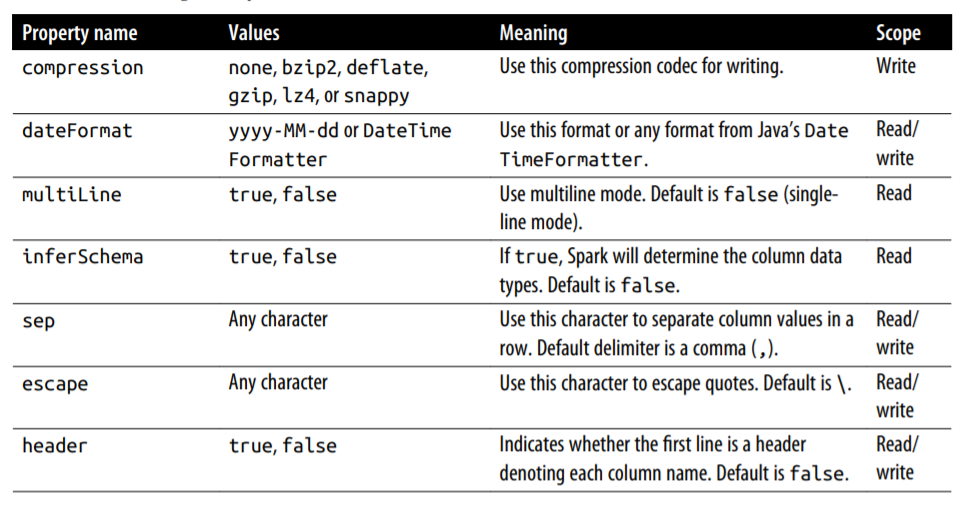 Property name Values Meaning Scope
compression none, bzip2, deflate, Use this compression codec for writing. Write
gzip, lz4, or snappy
dateFormat yyyy-MM-dd or DateTime Use this format or any format from Java's Date Read/
Formatter TimeFormatter. write
multiLine true, false Use multiline mode. Default is false (single- Read
line mode).
inferSchema true, false If true, Spark will determine the column data Read
types. Default is false.
sep Any character Use this character to separate column values in a Read/
row. Default delimiter is a comma (,). write
escape Any character Use this character to escape quotes. Default is \. Read/
write
header true, false Indicates whether the first line is a header Read/
denoting each column name. Default is false. write